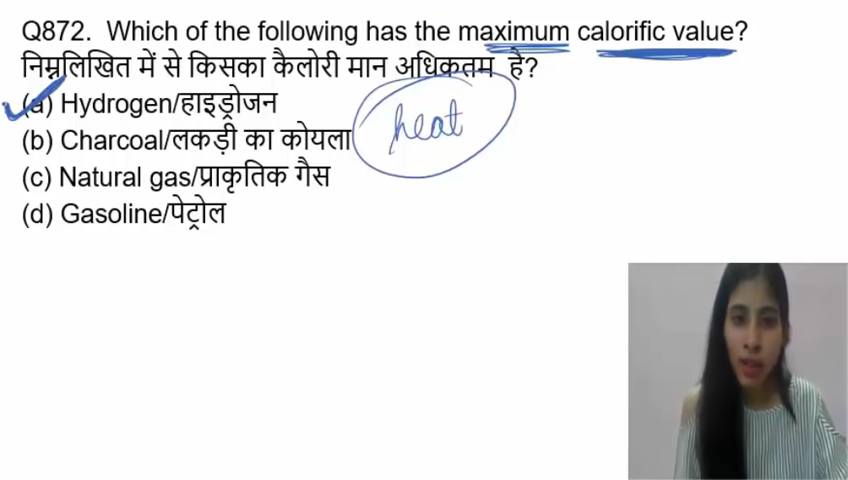 Q872. Which of the following has the maximum calorific value?
निम्नलिखित में से किसका कैलोरी मान अधिकतम है?
(a) Hydrogen/हाइड्रोजन
heat
(b) Charcoal/लकड़ी का कोयला
(c) Natural gas/प्राकृतिक गैस
(d) Gasoline/पेट्रोल